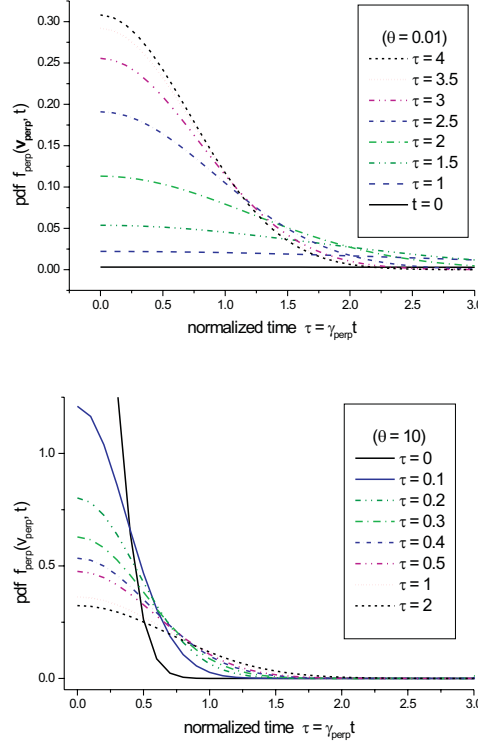 0.30
0.25
0.20
0.15
0.10
0.05
0.00
pdf f_perp(v_perp, t)
(θ = 0.01)
τ = 4
τ = 3.5
τ = 3
τ = 2.5
τ = 2
τ = 1.5
τ = 1
t = 0
0.0 0.5 1.0 1.5 2.0 2.5 3.0
normalized time τ = γ_perp t
1.0
0.5
0.0
pdf f_perp(v_perp, t)
(θ = 10)
τ = 0
τ = 0.1
τ = 0.2
τ = 0.3
τ = 0.4
τ = 0.5
τ = 1
τ = 2
0.0 0.5 1.0 1.5 2.0 2.5 3.0
normalized time τ = γ_perp t